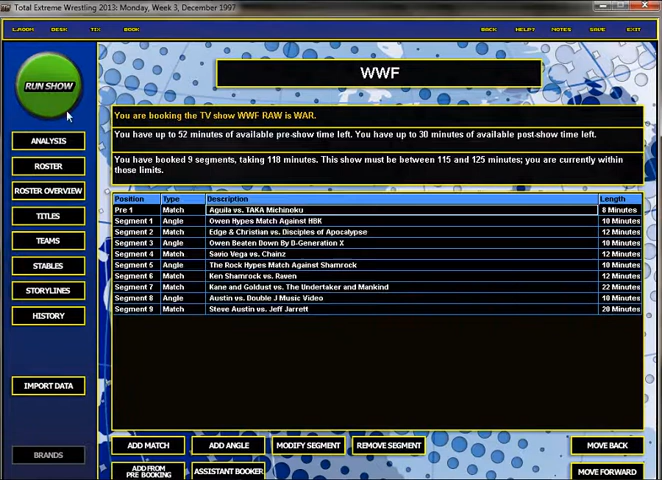 Total Extreme Wrestling 2013: Monday, Week 3, December 1997
L.ROOM DESK TIX BOOK BACK HELP? NOTES SAVE EXIT
RUN SHOW
WWF
You are booking the TV show WWF RAW is WAR.
You have up to 52 minutes of available pre-show time left. You have up to 30 minutes of available post-show time left.
You have booked 9 segments, taking 118 minutes. This show must be between 115 and 125 minutes; you are currently within
those limits.
ANALYSIS
ROSTER
ROSTER OVERVIEW
TITLES
TEAMS
STABLES
STORYLINES
HISTORY
IMPORT DATA
BRANDS
Position Type Description Length
Pre 1 Match Aguila vs. TAKA Michinoku 8 Minutes
Segment 1 Angle Owen Hypes Match Against HBK 10 Minutes
Segment 2 Match Edge & Christian vs. Disciples of Apocalypse 12 Minutes
Segment 3 Angle Owen Beaten Down By D-Generation X 10 Minutes
Segment 4 Match Savio Vega vs. Chainz 12 Minutes
Segment 5 Angle The Rock Hypes Match Against Shamrock 10 Minutes
Segment 6 Match Ken Shamrock vs. Raven 12 Minutes
Segment 7 Match Kane and Goldust vs. The Undertaker and Mankind 22 Minutes
Segment 8 Angle Austin vs. Double J Music Video 10 Minutes
Segment 9 Match Steve Austin vs. Jeff Jarrett 20 Minutes
ADD MATCH ADD ANGLE MODIFY SEGMENT REMOVE SEGMENT MOVE BACK
ADD FROM
PRE BOOKING ASSISTANT BOOKER MOVE FORWARD